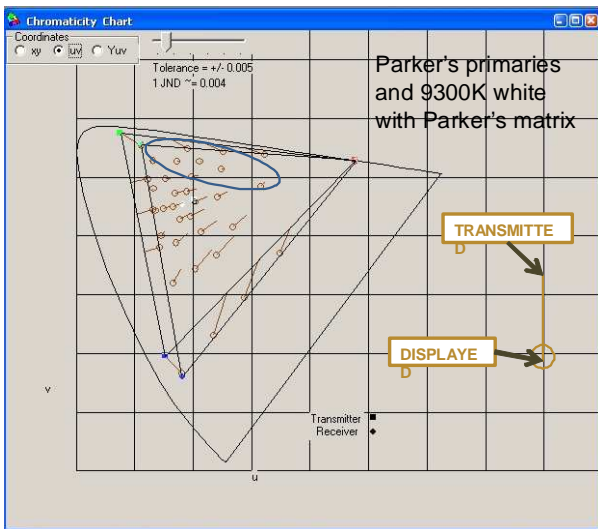 Chromaticity Chart
Coordinates
xy
uv
Yuv
Tolerance = +/- 0.005
1 JND ~= 0.004
Parker's primaries
and 9300K white
with Parker's matrix
TRANSMITTE
D
DISPLAYE
D
v
Transmitter
Receiver
u